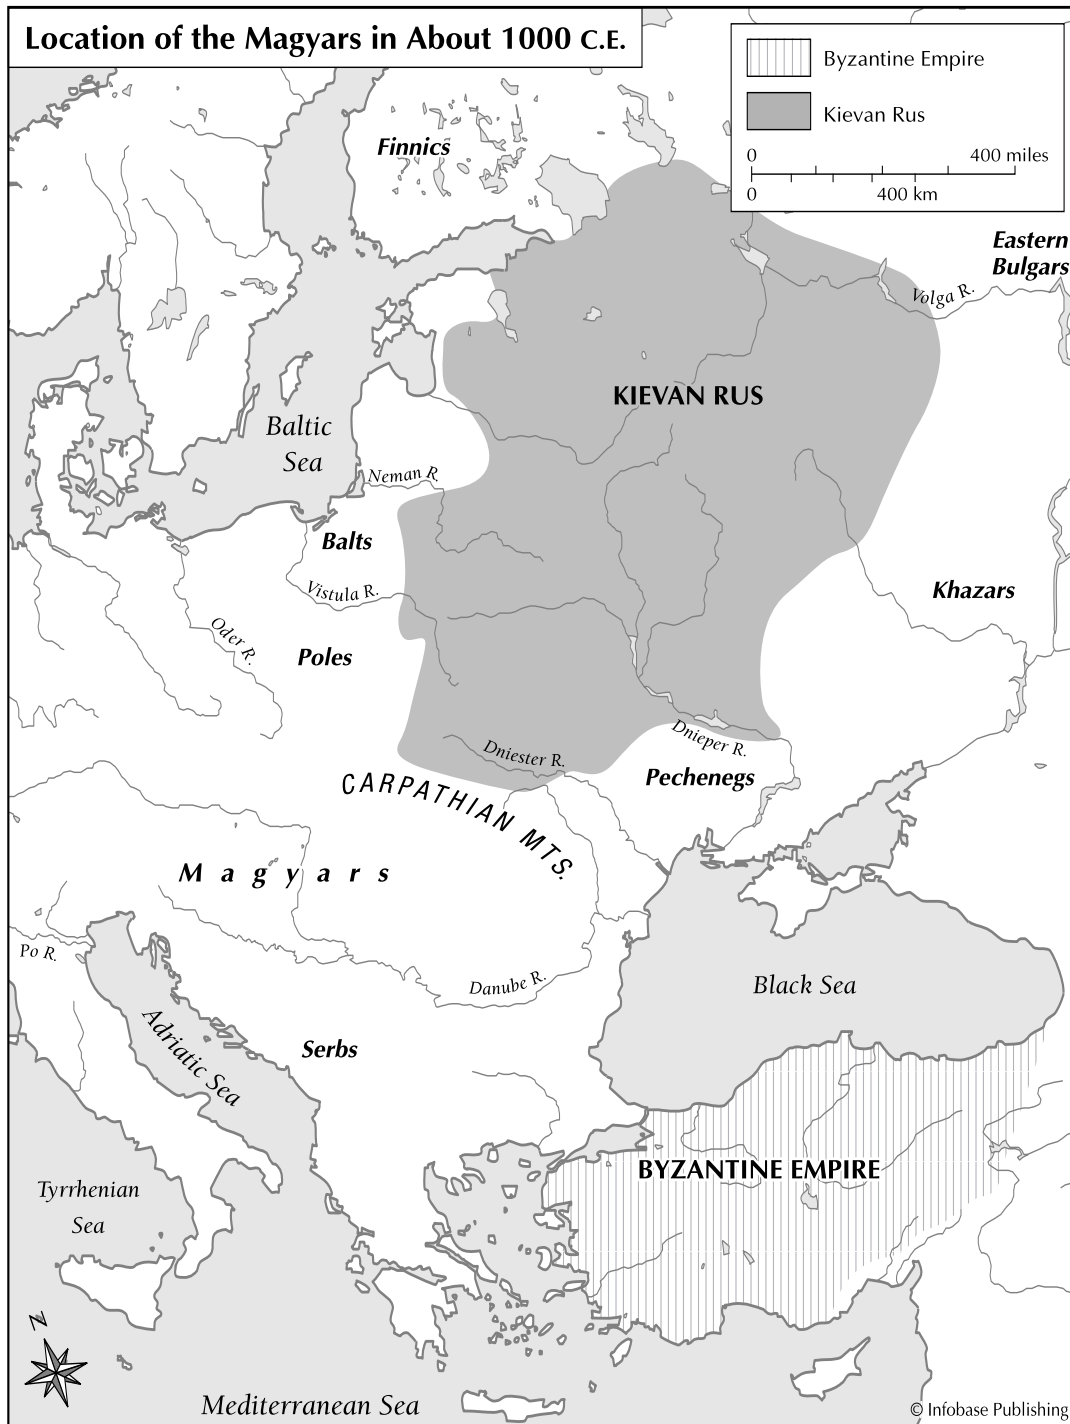 Location of the Magyars in About 1000 C.E.
Byzantine Empire
Kievan Rus
0 400 miles
0 400 km
Finnics
Eastern
Bulgars
Volga R.
KIEVAN RUS
Baltic
Sea
Neman R.
Balts
Vistula R.
Khazars
Oder R.
Poles
Dnieper R.
Dniester R.
Pechenegs
CARPATHIAN MTS.
Magyars
Po R.
Danube R.
Black Sea
Adriatic Sea
Serbs
BYZANTINE EMPIRE
Tyrrhenian
Sea
N
Mediterranean Sea
© Infobase Publishing